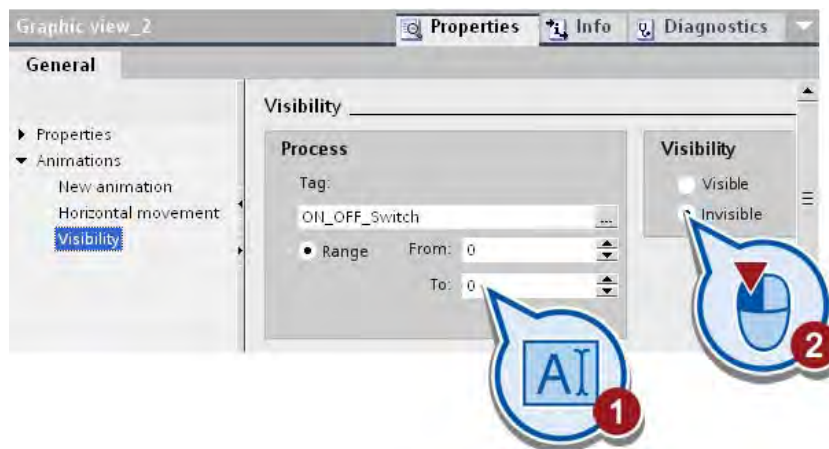 Graphic view_2
Properties
Info
Diagnostics
General
Properties
Animations
New animation
Horizontal movement
Visibility
Visibility
Process
Tag:
ON_OFF_Switch
...
Range From: 0
To: 0
Visibility
Visible
Invisible
A
1
2